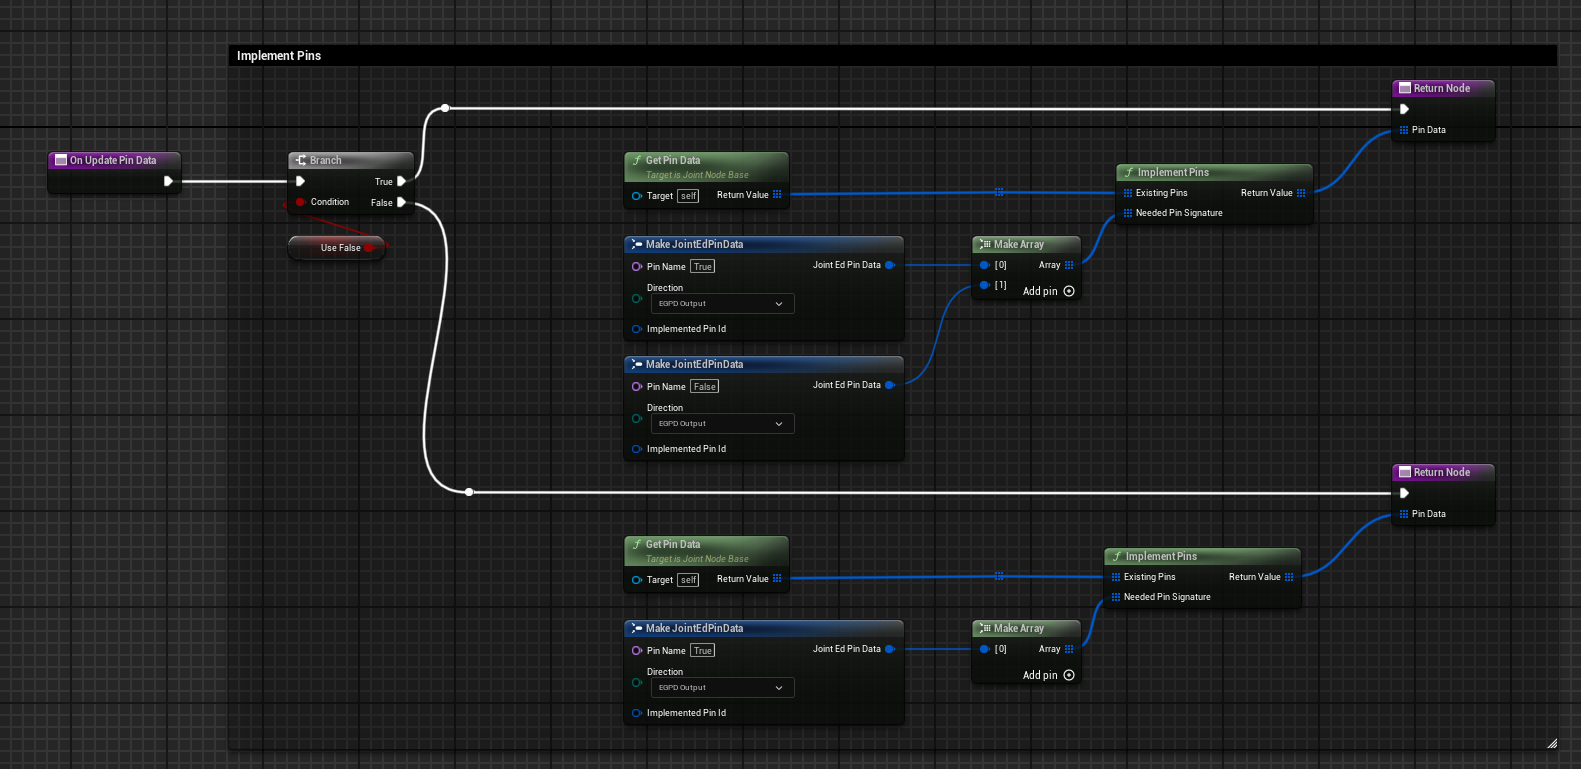 Implement Pins
Return Node
Pin Data
On Update Pin Data
Branch
True
Condition
False
Use False
Get Pin Data
Target is Joint Node Base
Target self Return Value
Implement Pins
Existing Pins Return Value
Needed Pin Signature
Make JointEdPinData
Pin Name True Joint Ed Pin Data
Direction
EGPD Output
Implemented Pin Id
Make Array
[0] Array
[1] Add pin
Make JointEdPinData
Pin Name False Joint Ed Pin Data
Direction
EGPD Output
Implemented Pin Id
Return Node
Pin Data
Get Pin Data
Target is Joint Node Base
Target self Return Value
Implement Pins
Existing Pins Return Value
Needed Pin Signature
Make JointEdPinData
Pin Name True Joint Ed Pin Data
Direction
EGPD Output
Implemented Pin Id
Make Array
[0] Array
Add pin